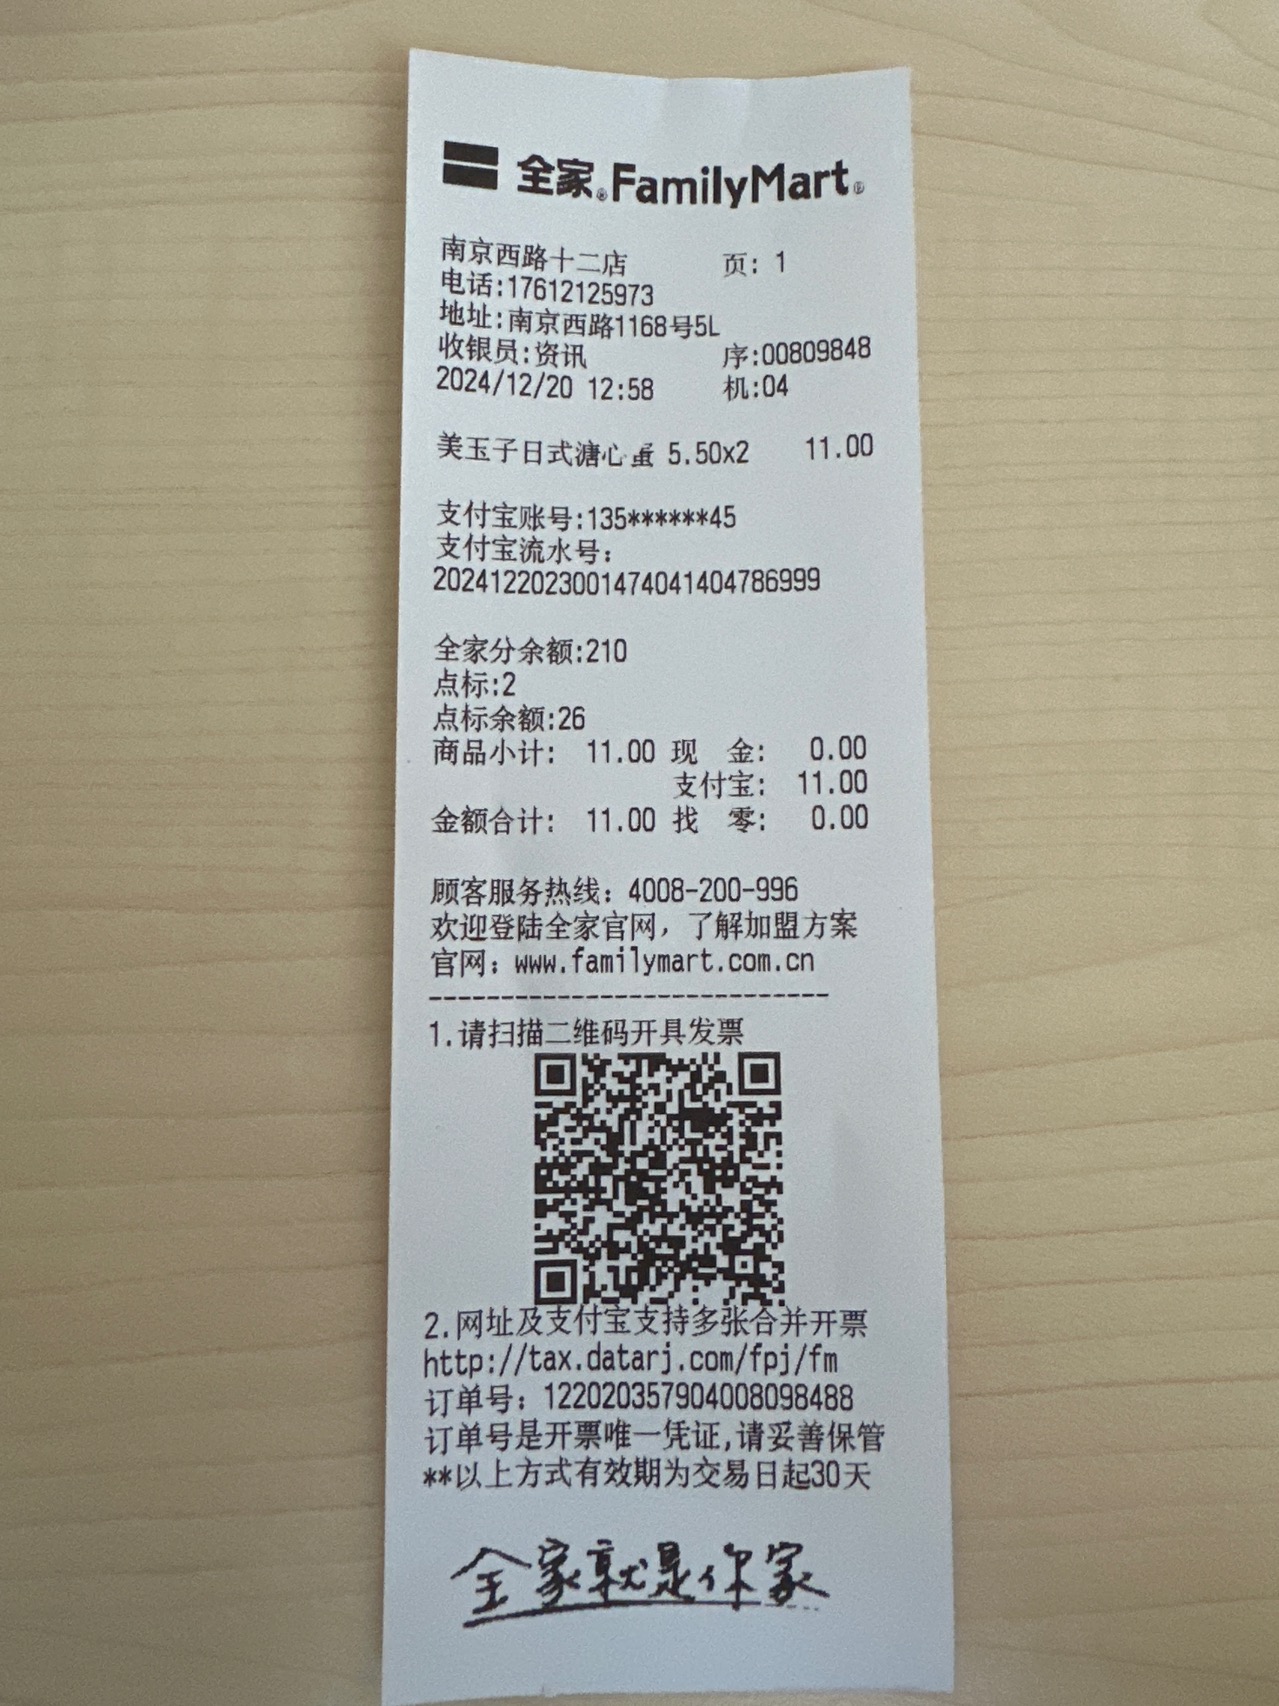 全家®FamilyMart®
南京西路十二店 页: 1
电话:17612125973
地址:南京西路1168号5L
收银员:资讯 序:00809848
2024/12/20 12:58 机:04
美玉子日式溏心蛋 5.50x2 11.00
支付宝账号:135******45
支付宝流水号:
2024122023001474041404786999
全家分余额:210
点标:2
点标余额:26
商品小计: 11.00 现 金: 0.00
支付宝: 11.00
金额合计: 11.00 找 零: 0.00
顾客服务热线: 4008-200-996
欢迎登陆全家官网,了解加盟方案
官网: www.familymart.com.cn
----------------------------
1.请扫描二维码开具发票
2.网址及支付宝支持多张合并开票
http://tax.datarj.com/fpj/fm
订单号: 122020357904008098488
订单号是开票唯一凭证,请妥善保管
**以上方式有效期为交易日起30天
全家就是你家